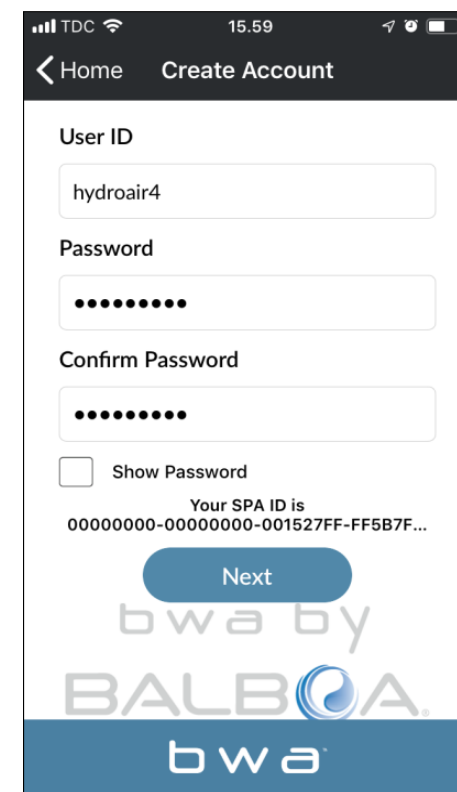 TDC 15.59
Home Create Account
User ID
hydroair4
Password
•••••••••
Confirm Password
•••••••••
Show Password
Your SPA ID is
00000000-00000000-001527FF-FF5B7F...
Next
bwa by
BALBOA.
bwa